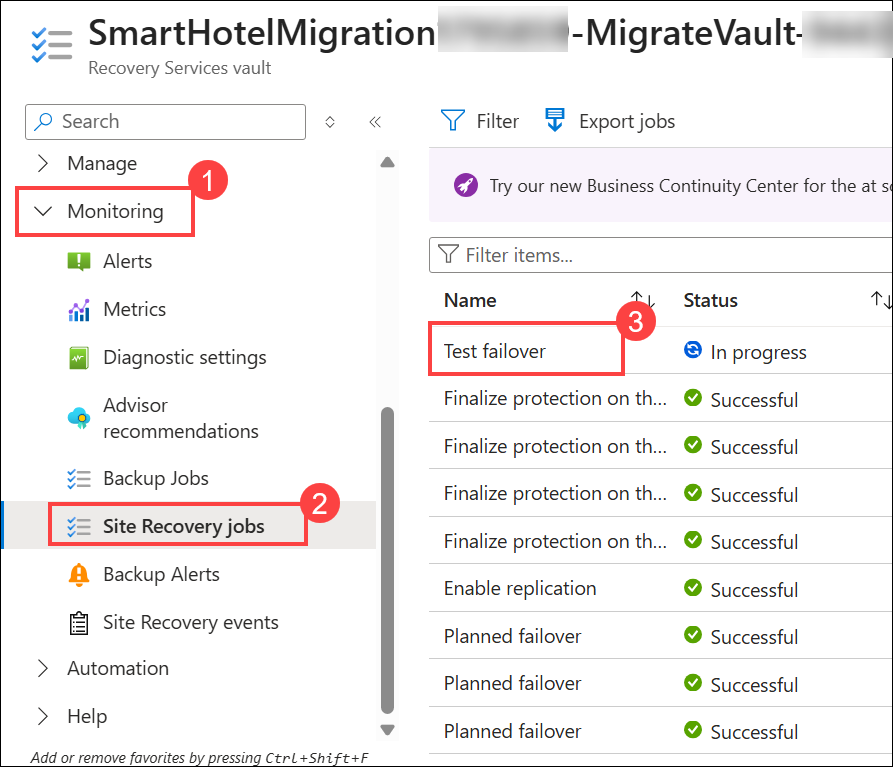 SmartHotelMigration -MigrateVault-
Recovery Services vault
Search
Filter
Export jobs
Manage
1
Try our new Business Continuity Center for the at s
Monitoring
Alerts
Filter items...
Metrics
Name
Status
3
Diagnostic settings
Test failover
In progress
Advisor
recommendations
Finalize protection on th...
Successful
Finalize protection on th...
Successful
Backup Jobs
Finalize protection on th...
Successful
2
Site Recovery jobs
Finalize protection on th...
Successful
Backup Alerts
Enable replication
Successful
Site Recovery events
Planned failover
Successful
Automation
Planned failover
Successful
Help
Planned failover
Successful
Add or remove favorites by pressing Ctrl+Shift+F